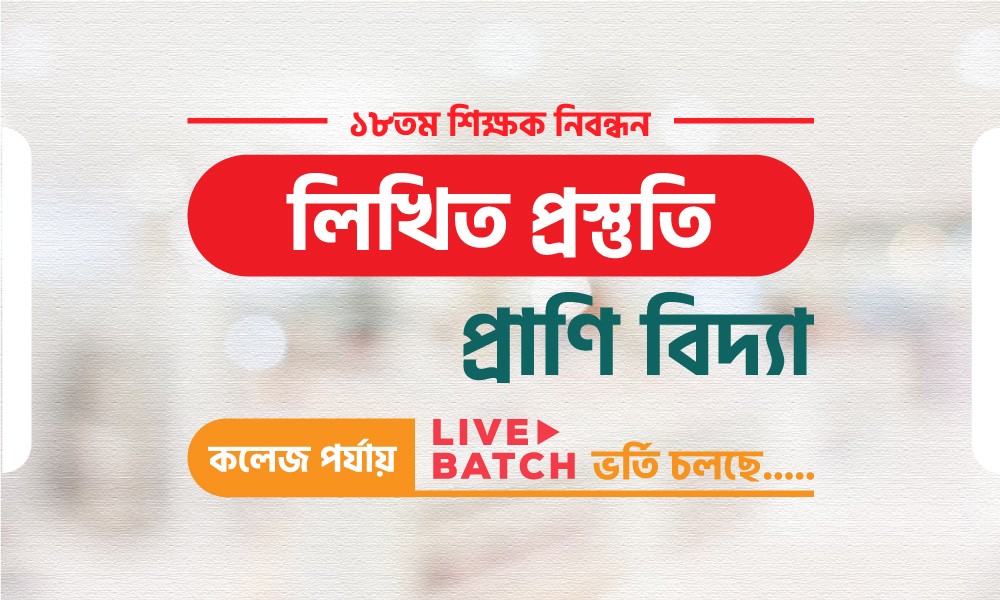 ১৮তম শিক্ষক নিবন্ধন
লিখিত প্রস্তুতি
প্রাণি বিদ্যা
কলেজ পর্যায় LIVE BATCH ভর্তি চলছে.....